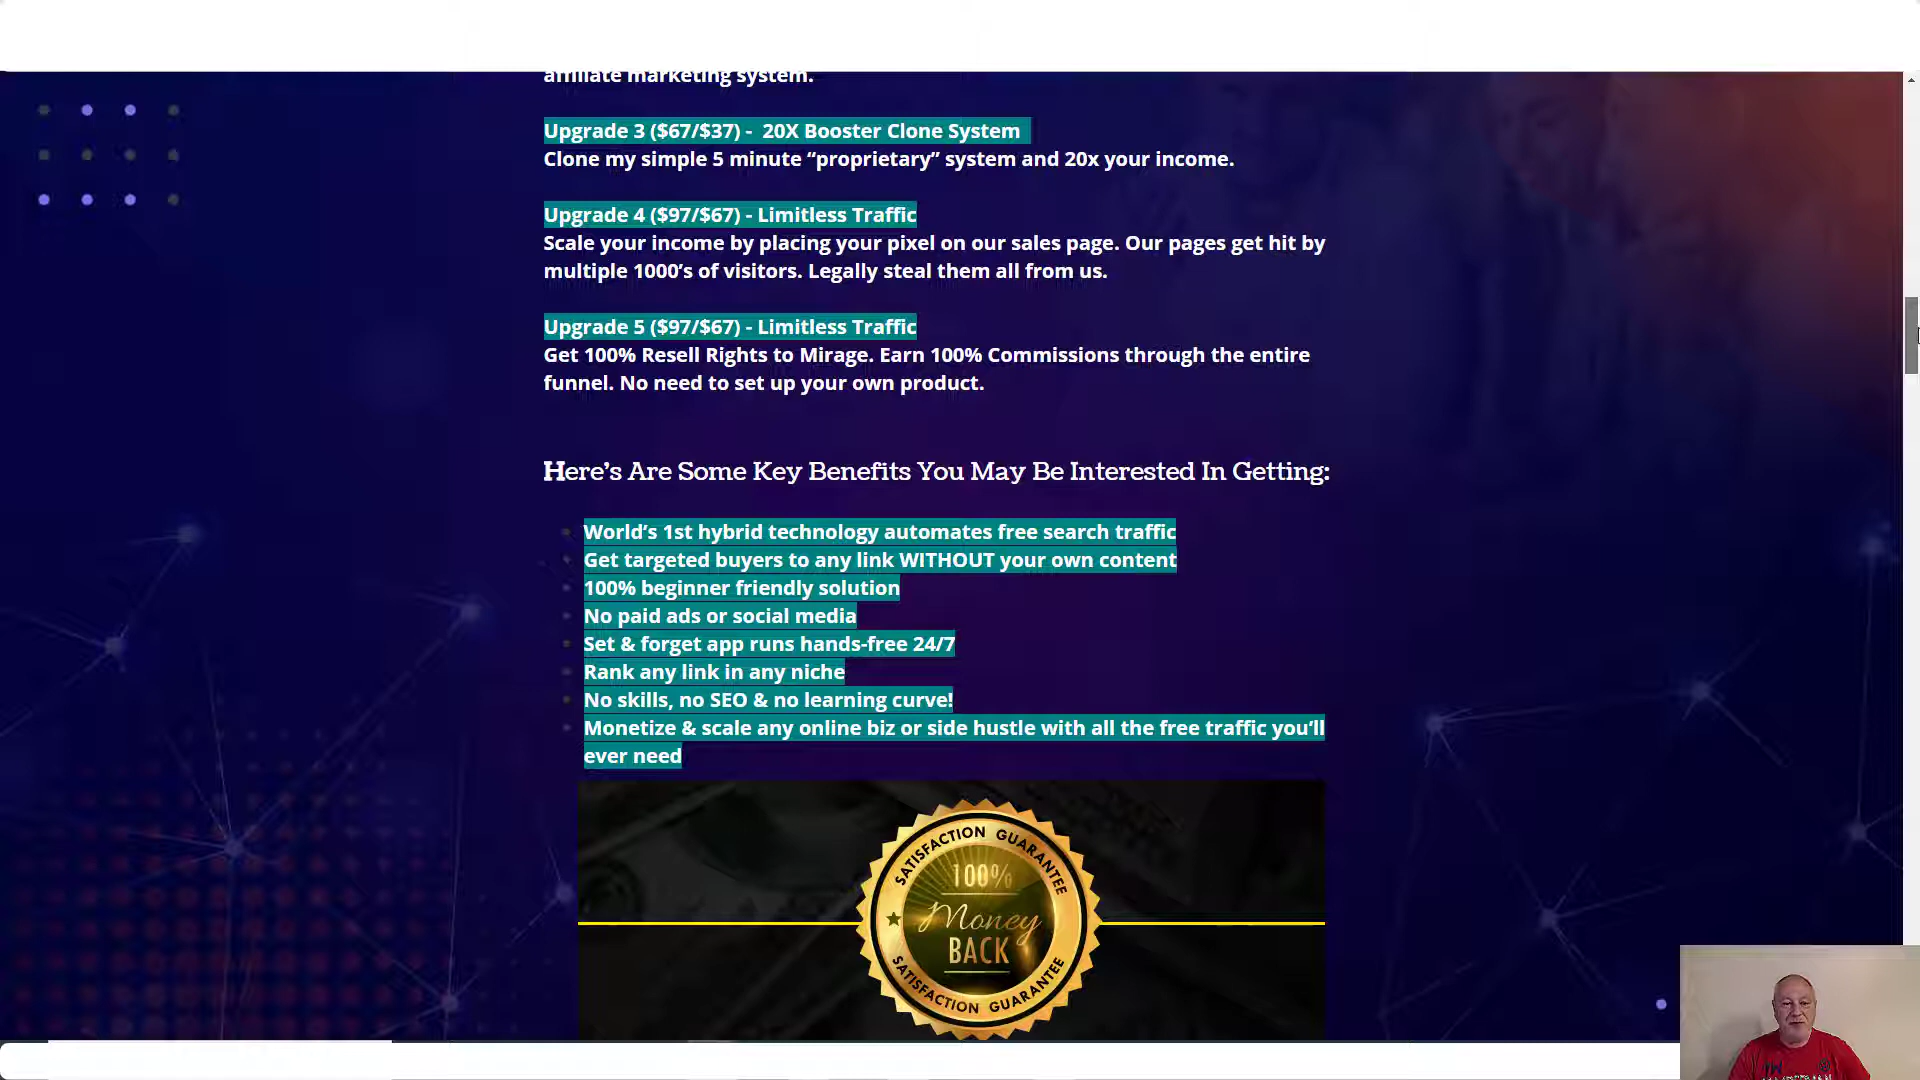 affiliate marketing system.
Upgrade 3 ($67/$37) - 20X Booster Clone System
Clone my simple 5 minute “proprietary” system and 20x your income.
Upgrade 4 ($97/$67) - Limitless Traffic
Scale your income by placing your pixel on our sales page. Our pages get hit by
multiple 1000’s of visitors. Legally steal them all from us.
Upgrade 5 ($97/$67) - Limitless Traffic
Get 100% Resell Rights to Mirage. Earn 100% Commissions through the entire
funnel. No need to set up your own product.
Here’s Are Some Key Benefits You May Be Interested In Getting:
World’s 1st hybrid technology automates free search traffic
Get targeted buyers to any link WITHOUT your own content
100% beginner friendly solution
No paid ads or social media
Set & forget app runs hands-free 24/7
Rank any link in any niche
No skills, no SEO & no learning curve!
Monetize & scale any online biz or side hustle with all the free traffic you’ll
ever need
SATISFACTION GUARANTEE
100%
Money
BACK
SATISFACTION GUARANTEE